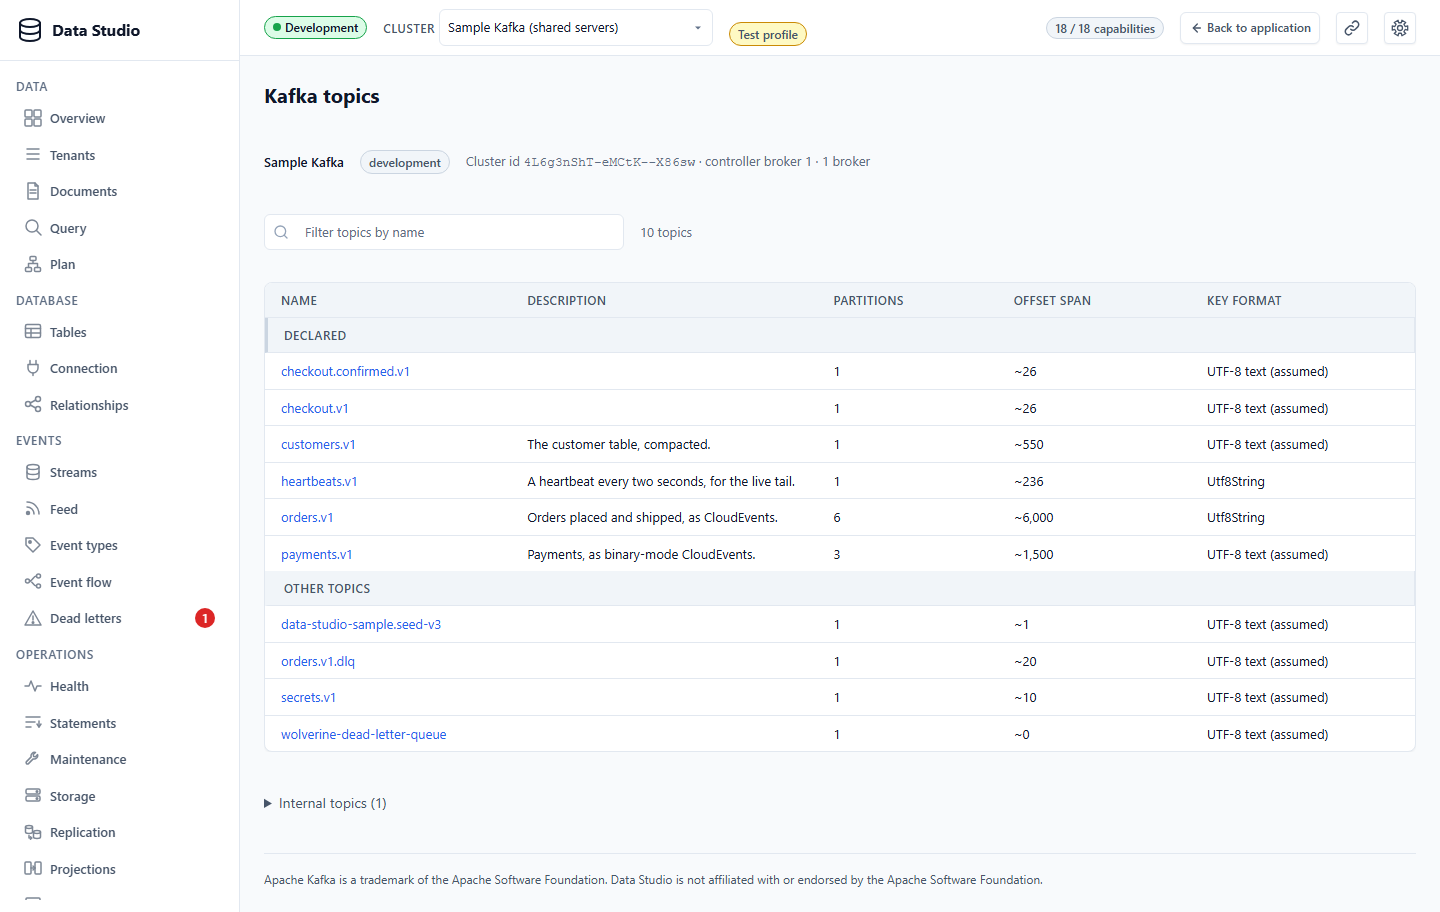 Data Studio
Development
CLUSTER
Sample Kafka (shared servers)
Test profile
18 / 18 capabilities
Back to application
DATA
Overview
Tenants
Documents
Query
Plan
DATABASE
Tables
Connection
Relationships
EVENTS
Streams
Feed
Event types
Event flow
Dead letters 1
OPERATIONS
Health
Statements
Maintenance
Storage
Replication
Projections
Kafka topics
Sample Kafka development Cluster id 4L6g3nShT-eMCtK--X86sw · controller broker 1 · 1 broker
Filter topics by name
10 topics
NAME DESCRIPTION PARTITIONS OFFSET SPAN KEY FORMAT
DECLARED
checkout.confirmed.v1 1 ~26 UTF-8 text (assumed)
checkout.v1 1 ~26 UTF-8 text (assumed)
customers.v1 The customer table, compacted. 1 ~550 UTF-8 text (assumed)
heartbeats.v1 A heartbeat every two seconds, for the live tail. 1 ~236 Utf8String
orders.v1 Orders placed and shipped, as CloudEvents. 6 ~6,000 Utf8String
payments.v1 Payments, as binary-mode CloudEvents. 3 ~1,500 UTF-8 text (assumed)
OTHER TOPICS
data-studio-sample.seed-v3 1 ~1 UTF-8 text (assumed)
orders.v1.dlq 1 ~20 UTF-8 text (assumed)
secrets.v1 1 ~10 UTF-8 text (assumed)
wolverine-dead-letter-queue 1 ~0 UTF-8 text (assumed)
Internal topics (1)
Apache Kafka is a trademark of the Apache Software Foundation. Data Studio is not affiliated with or endorsed by the Apache Software Foundation.